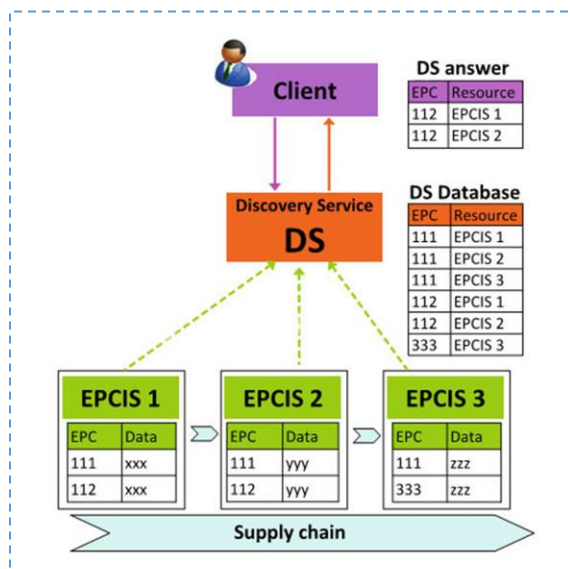 Client
DS answer
EPC Resource
112 EPCIS 1
112 EPCIS 2
Discovery Service
DS
DS Database
EPC Resource
111 EPCIS 1
111 EPCIS 2
111 EPCIS 3
112 EPCIS 1
112 EPCIS 2
333 EPCIS 3
EPCIS 1
EPC Data
111 xxx
112 xxx
EPCIS 2
EPC Data
111 yyy
112 yyy
EPCIS 3
EPC Data
111 zzz
333 zzz
Supply chain